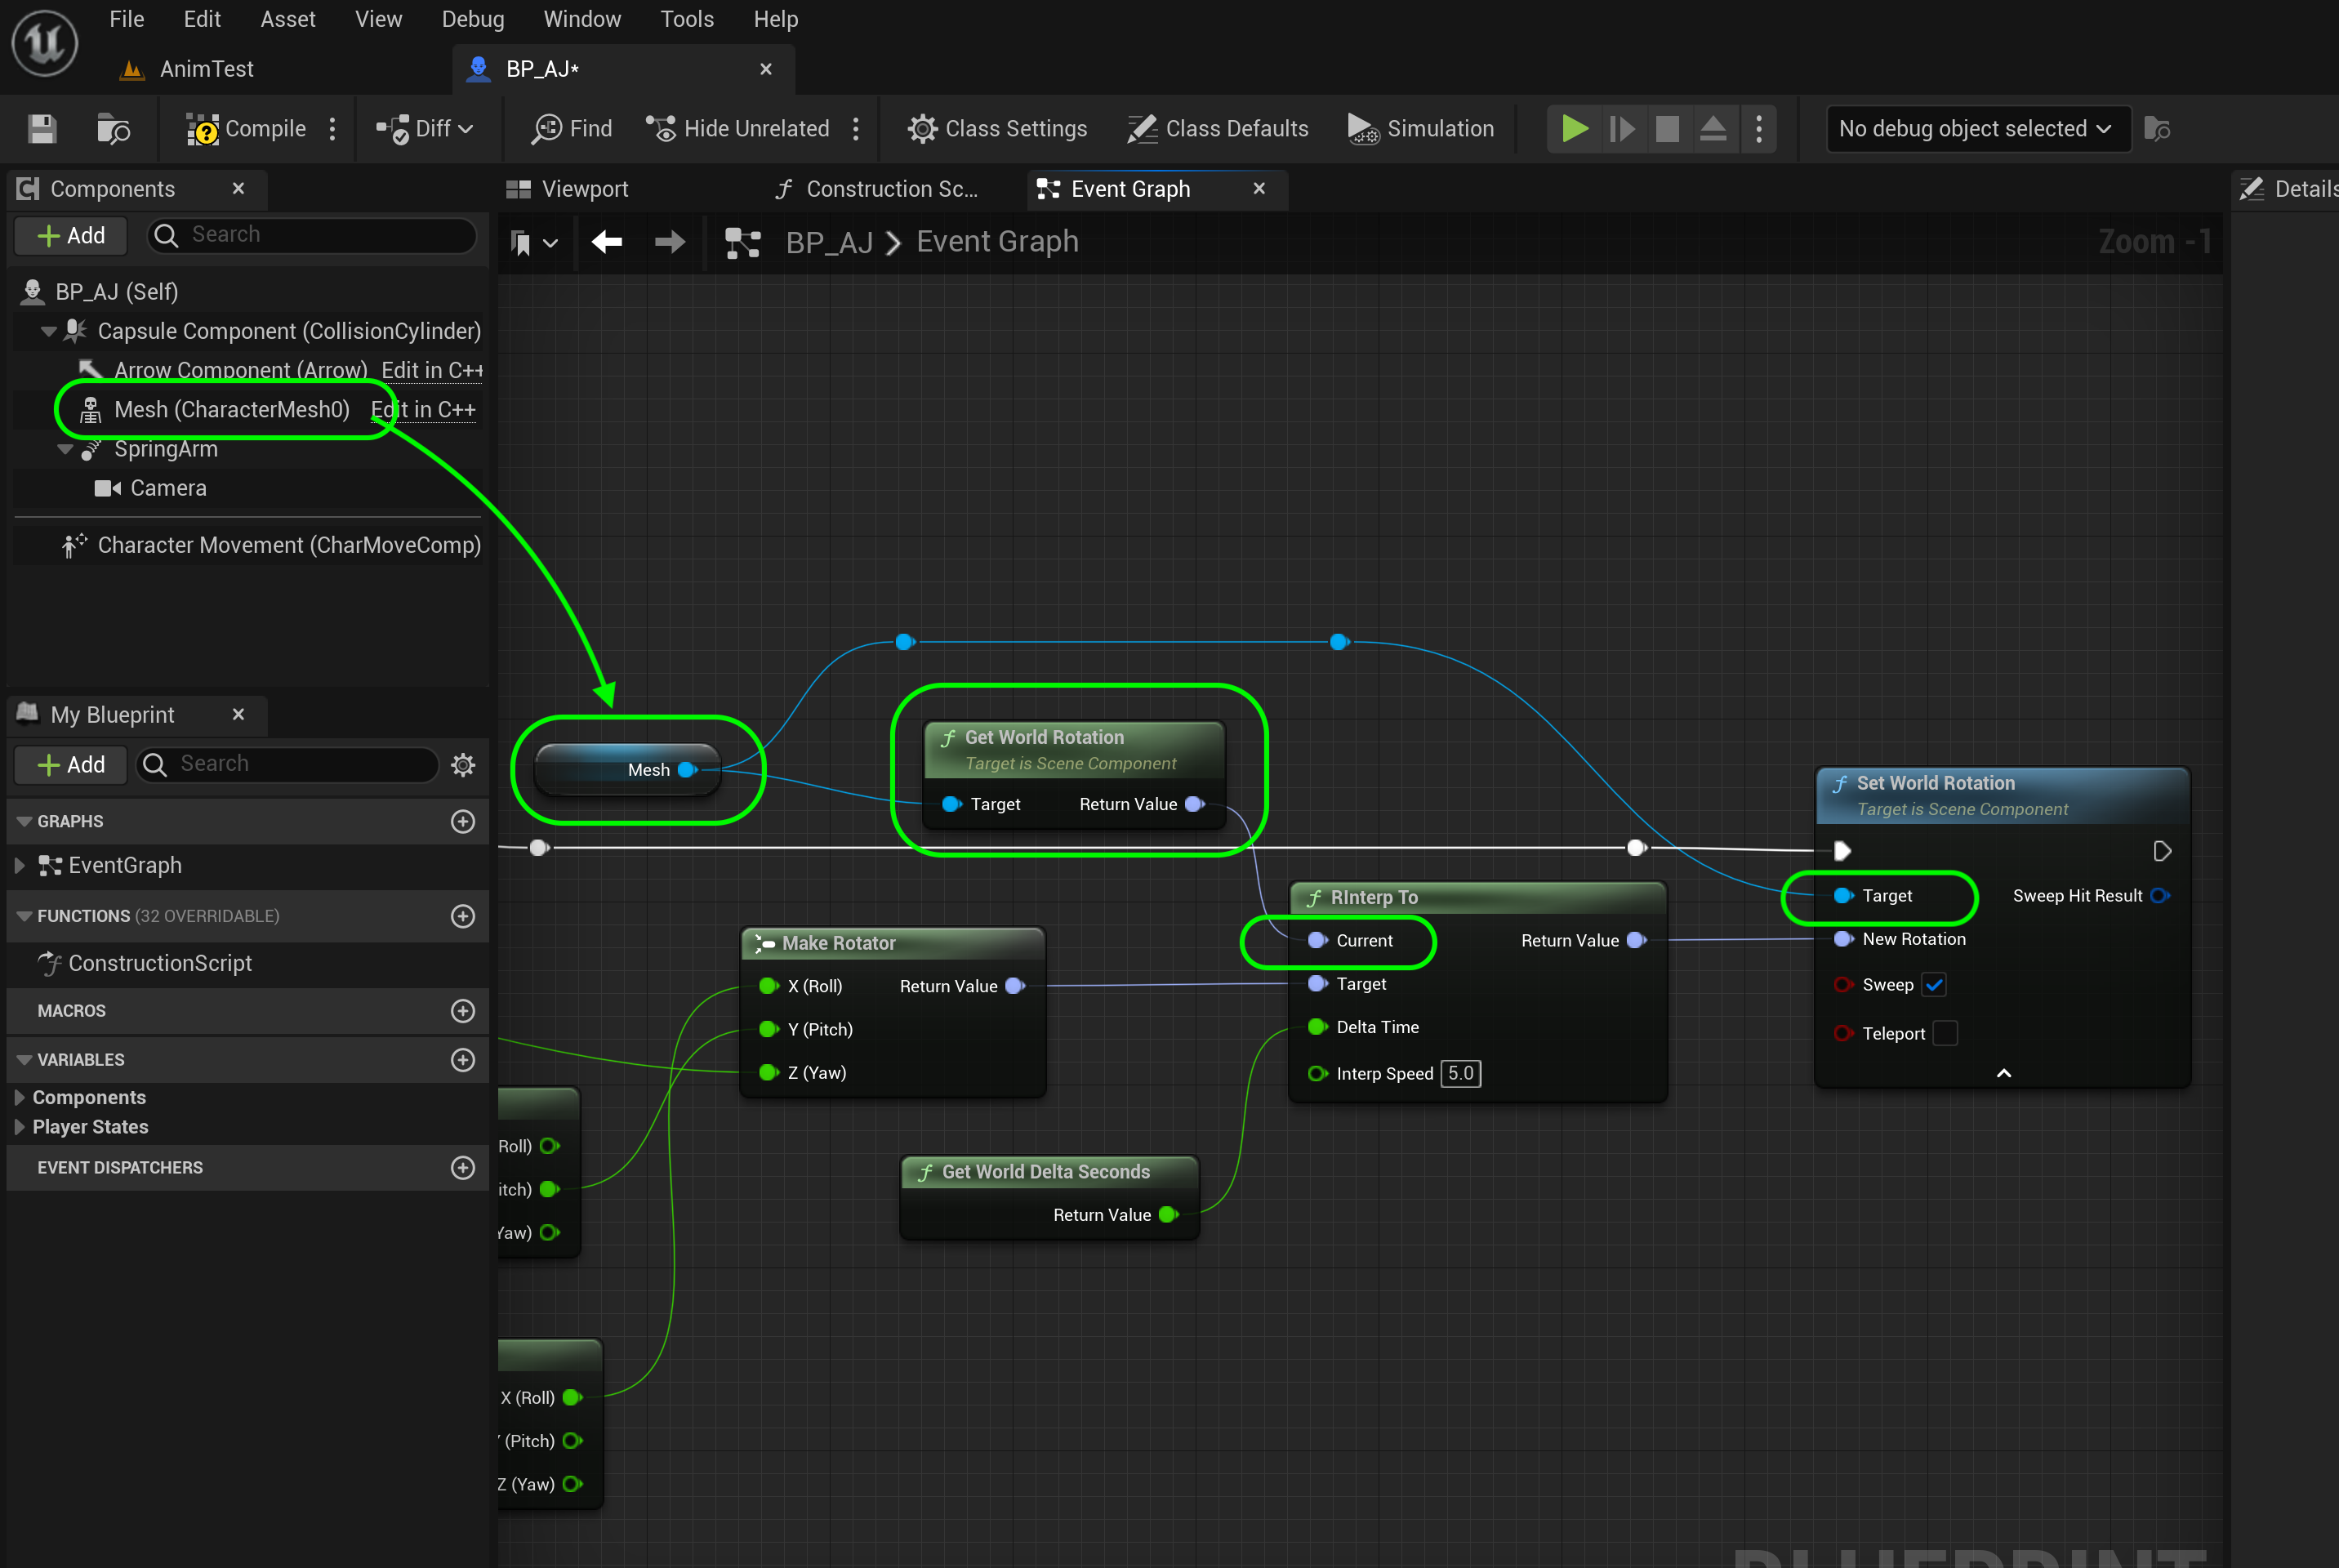 File Edit Asset View Debug Window Tools Help
AnimTest
BP_AJ*
Compile
Diff
Find
Hide Unrelated
Class Settings
Class Defaults
Simulation
No debug object selected
Components
Viewport
Construction Sc...
Event Graph
Details
Add
Search
BP_AJ
Event Graph
Zoom -1
BP_AJ (Self)
Capsule Component (CollisionCylinder)
Arrow Component (Arrow) Edit in C++
Mesh (CharacterMesh0) Edit in C++
SpringArm
Camera
Character Movement (CharMoveComp)
My Blueprint
Add
Search
GRAPHS
EventGraph
FUNCTIONS (32 OVERRIDABLE)
ConstructionScript
MACROS
VARIABLES
Components
Player States
EVENT DISPATCHERS
Mesh
Get World Rotation
Target is Scene Component
Target Return Value
Set World Rotation
Target is Scene Component
Target Sweep Hit Result
New Rotation
Sweep
Teleport
RInterp To
Current Return Value
Target
Delta Time
Interp Speed 5.0
Make Rotator
X (Roll) Return Value
Y (Pitch)
Z (Yaw)
Roll)
itch)
Yaw)
Get World Delta Seconds
Return Value
X (Roll)
(Pitch)
Z (Yaw)
BLUEPRINT